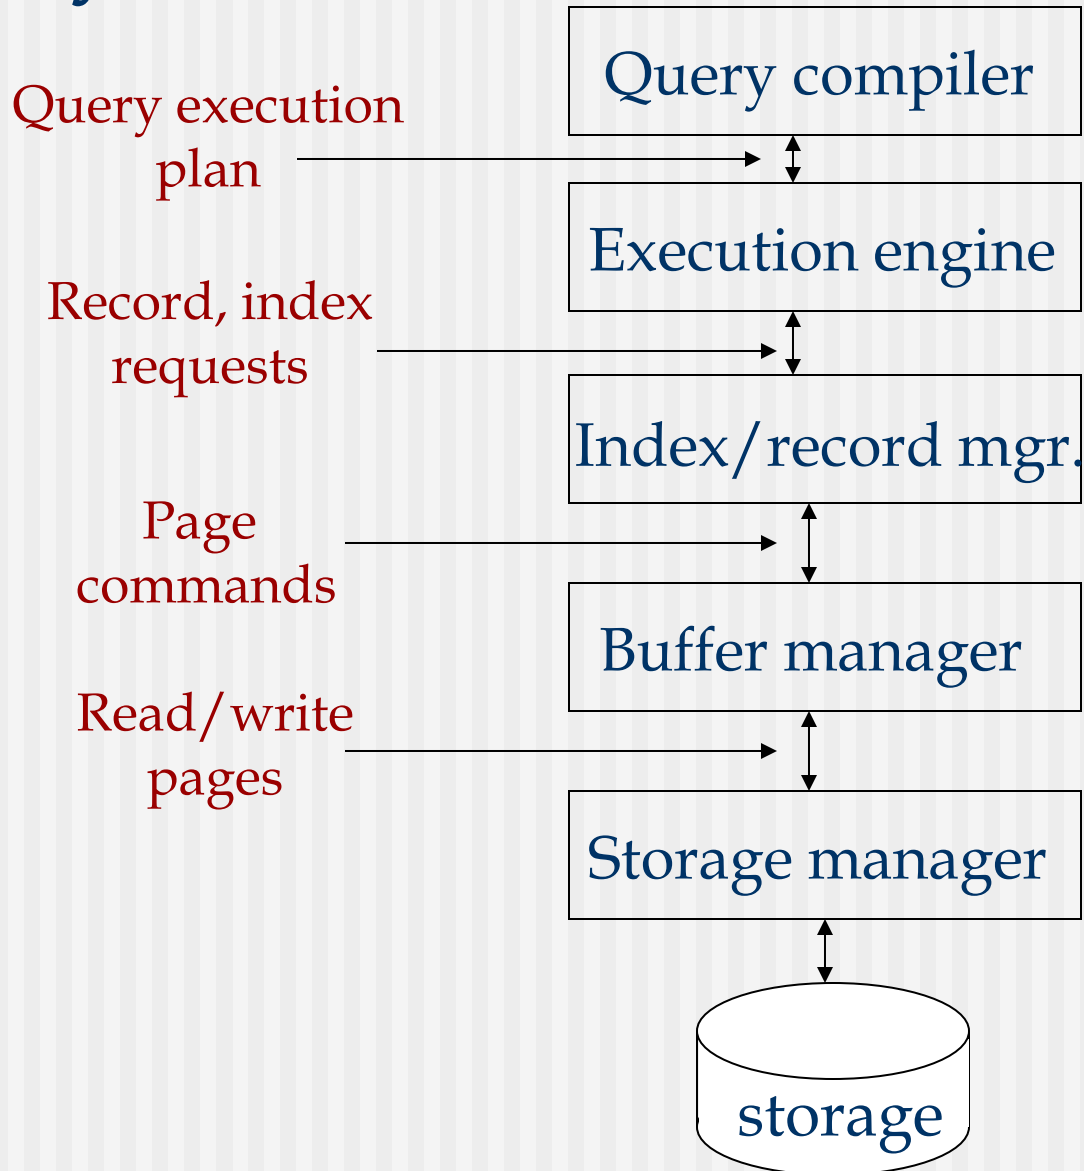 Query compiler
Query execution
plan
Execution engine
Record, index
requests
Index/record mgr.
Page
commands
Buffer manager
Read/write
pages
Storage manager
storage